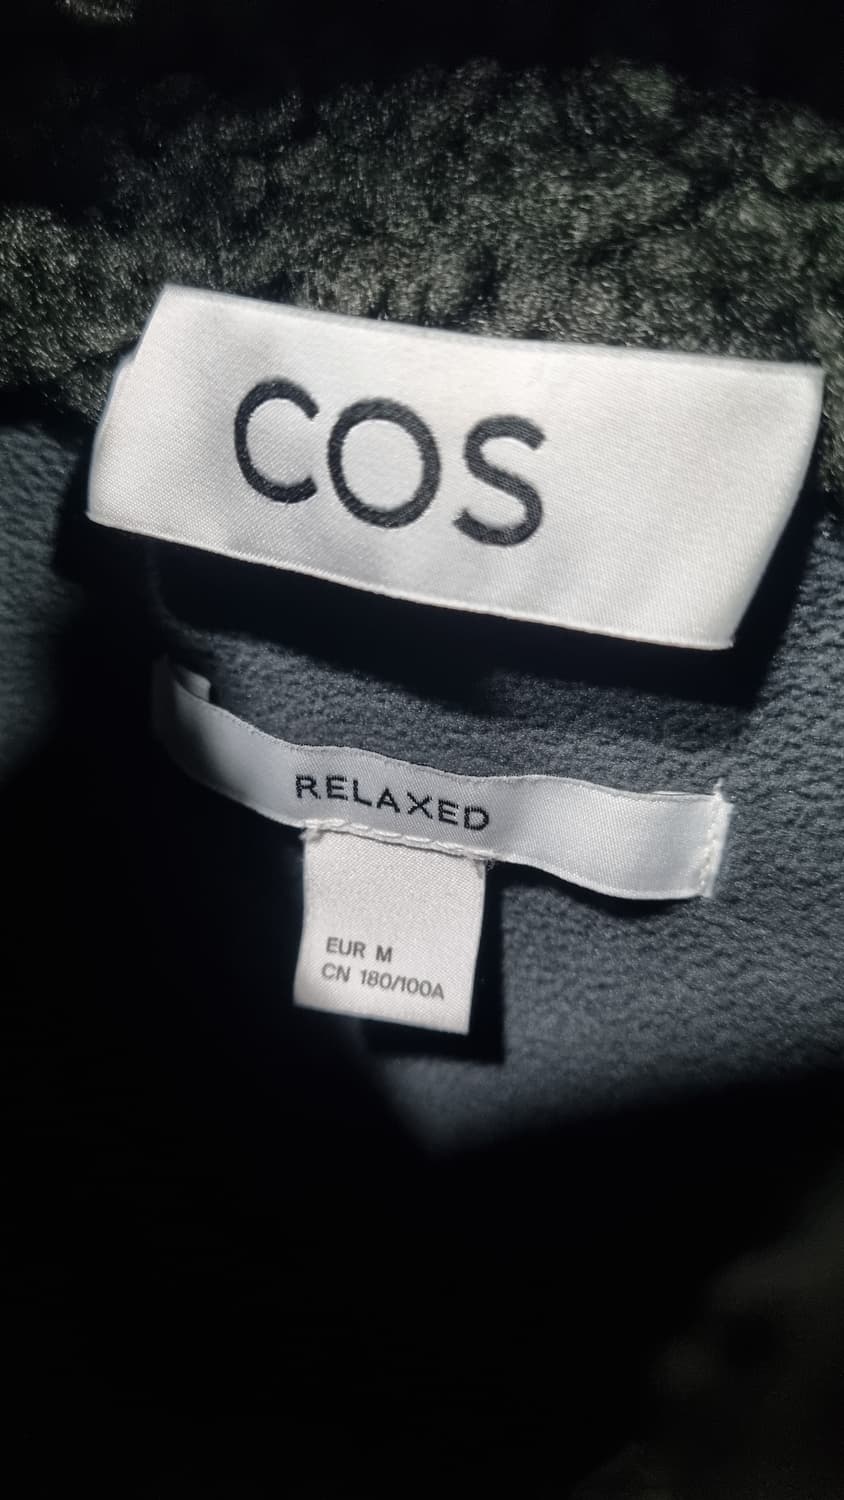 COS
RELAXED
EUR M
CN 180/100A